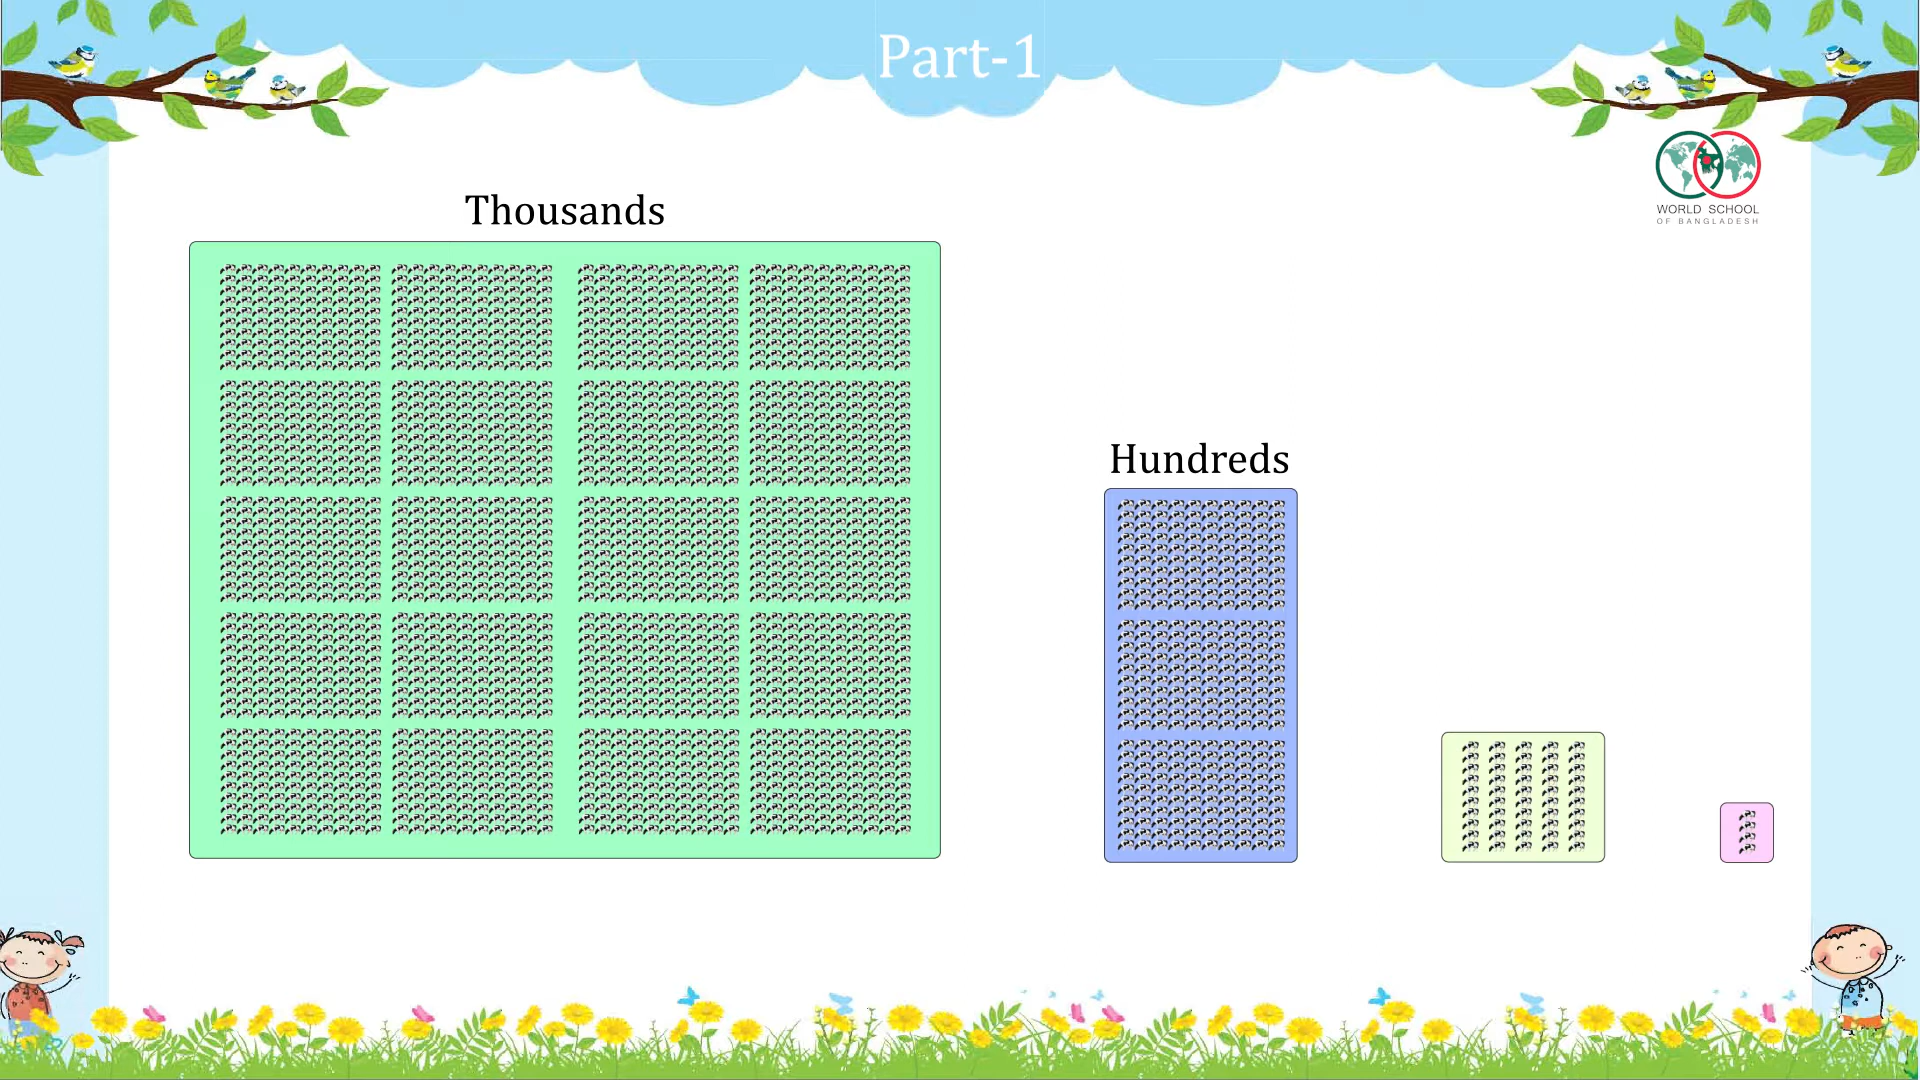 Part-1
WORLD SCHOOL
OF BANGLADESH
Thousands
Hundreds